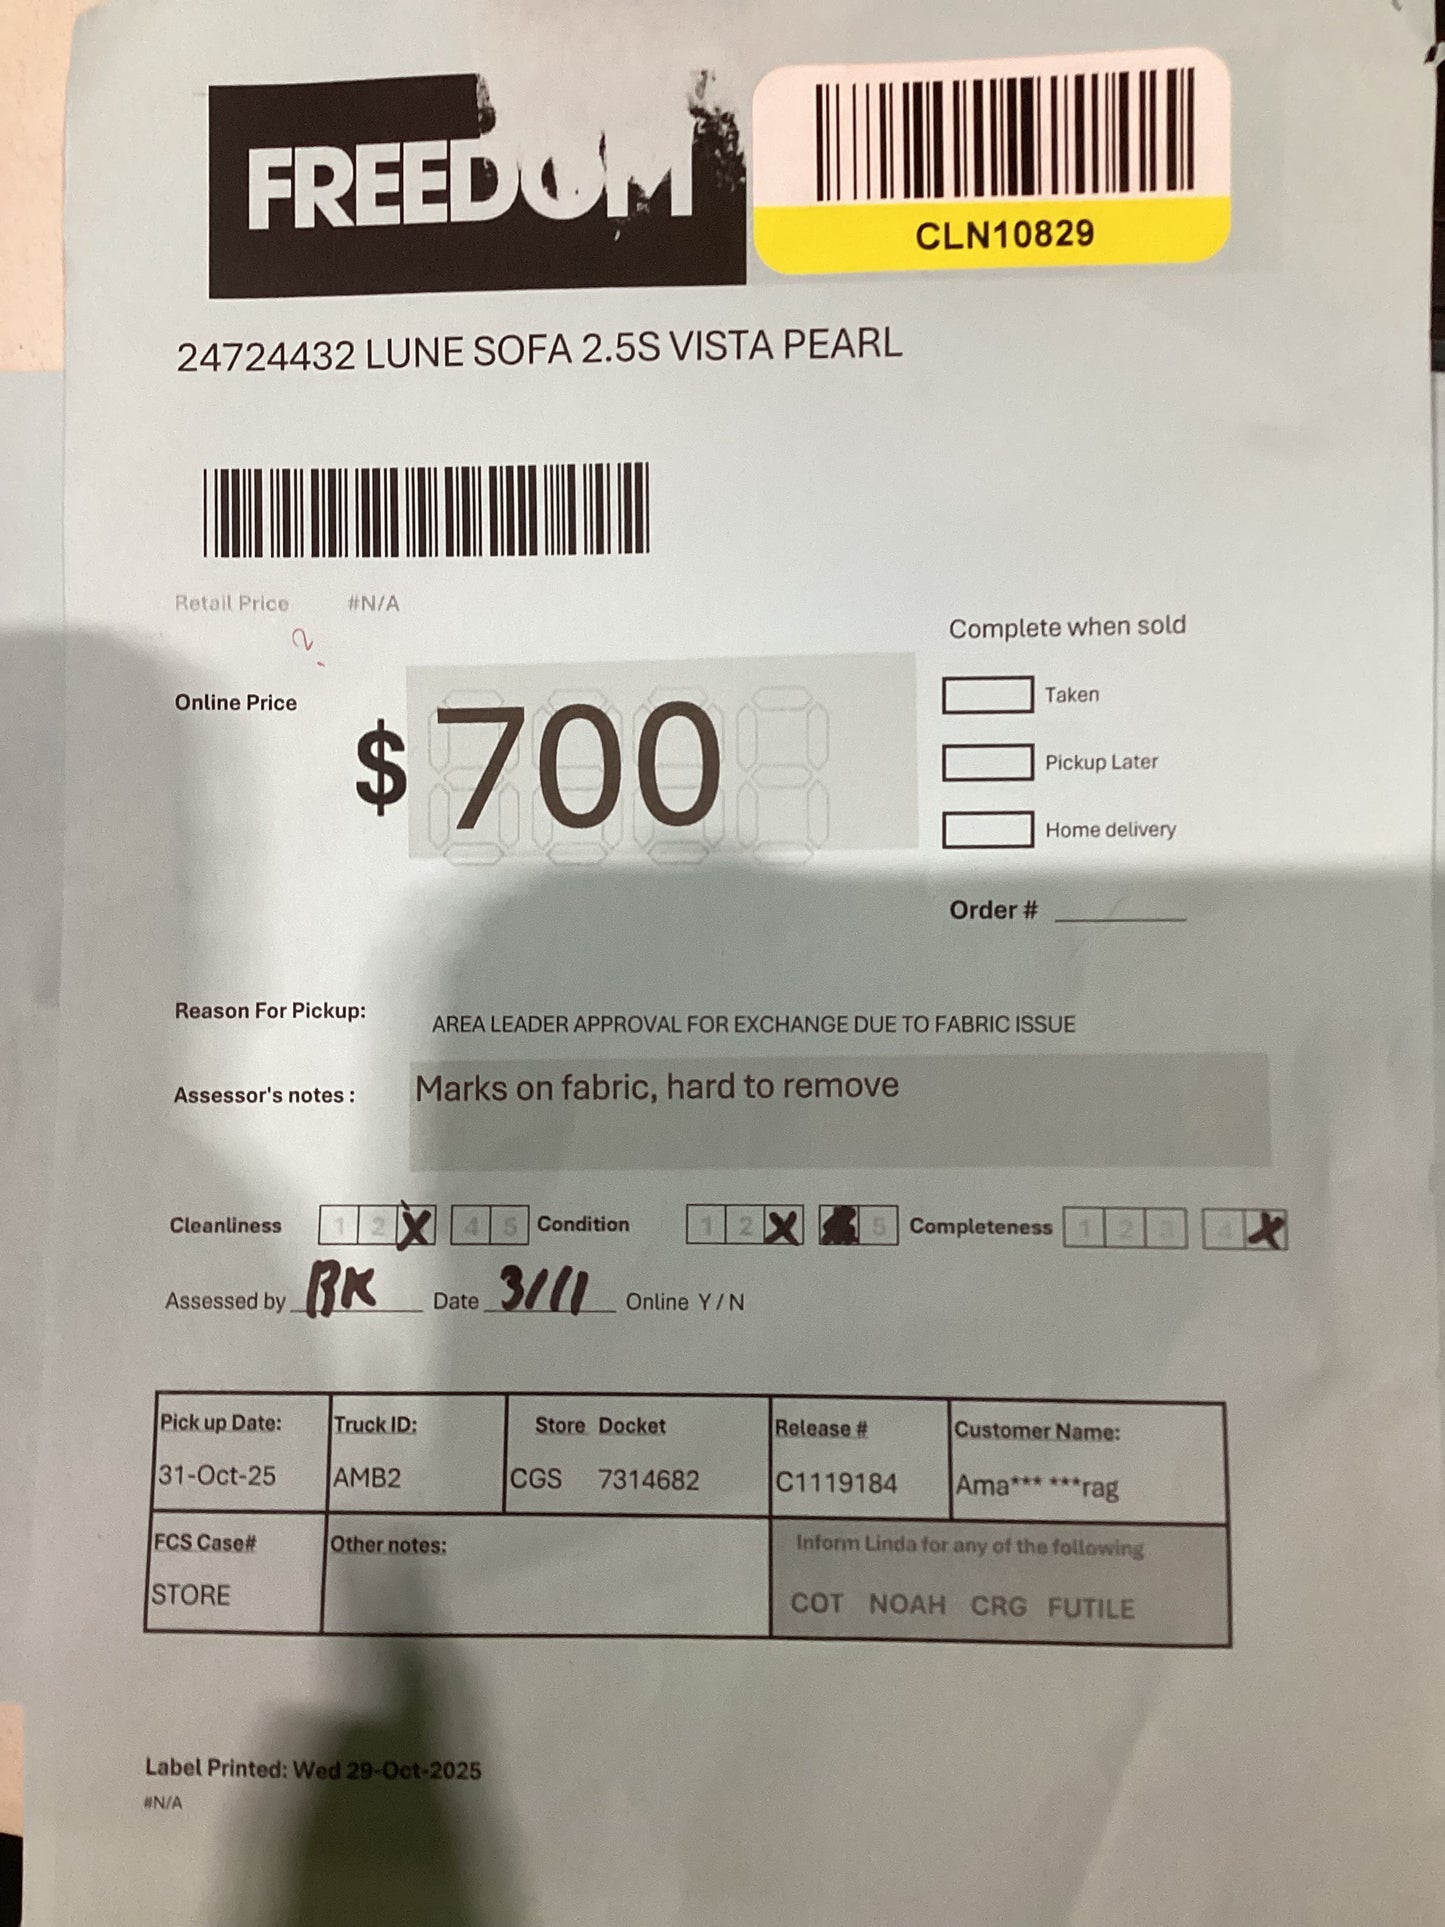 FREEDOM
CLN10829
24724432 LUNE SOFA 2.5S VISTA PEARL
Retail Price #N/A
Complete when sold
Online Price
$ 700
Taken
Pickup Later
Home delivery
Order #
Reason For Pickup: AREA LEADER APPROVAL FOR EXCHANGE DUE TO FABRIC ISSUE
Assessor's notes : Marks on fabric, hard to remove
Cleanliness 1 2 X 4 5 Condition 1 2 X 5 Completeness 1 2 3 4 X
Assessed by BK Date 3/11 Online Y / N
Pick up Date: Truck ID: Store Docket Release # Customer Name:
31-Oct-25 AMB2 CGS 7314682 C1119184 Ama*** ***rag
FCS Case# Other notes: Inform Linda for any of the following
STORE COT NOAH CRG FUTILE
Label Printed: Wed 29-Oct-2025
#N/A